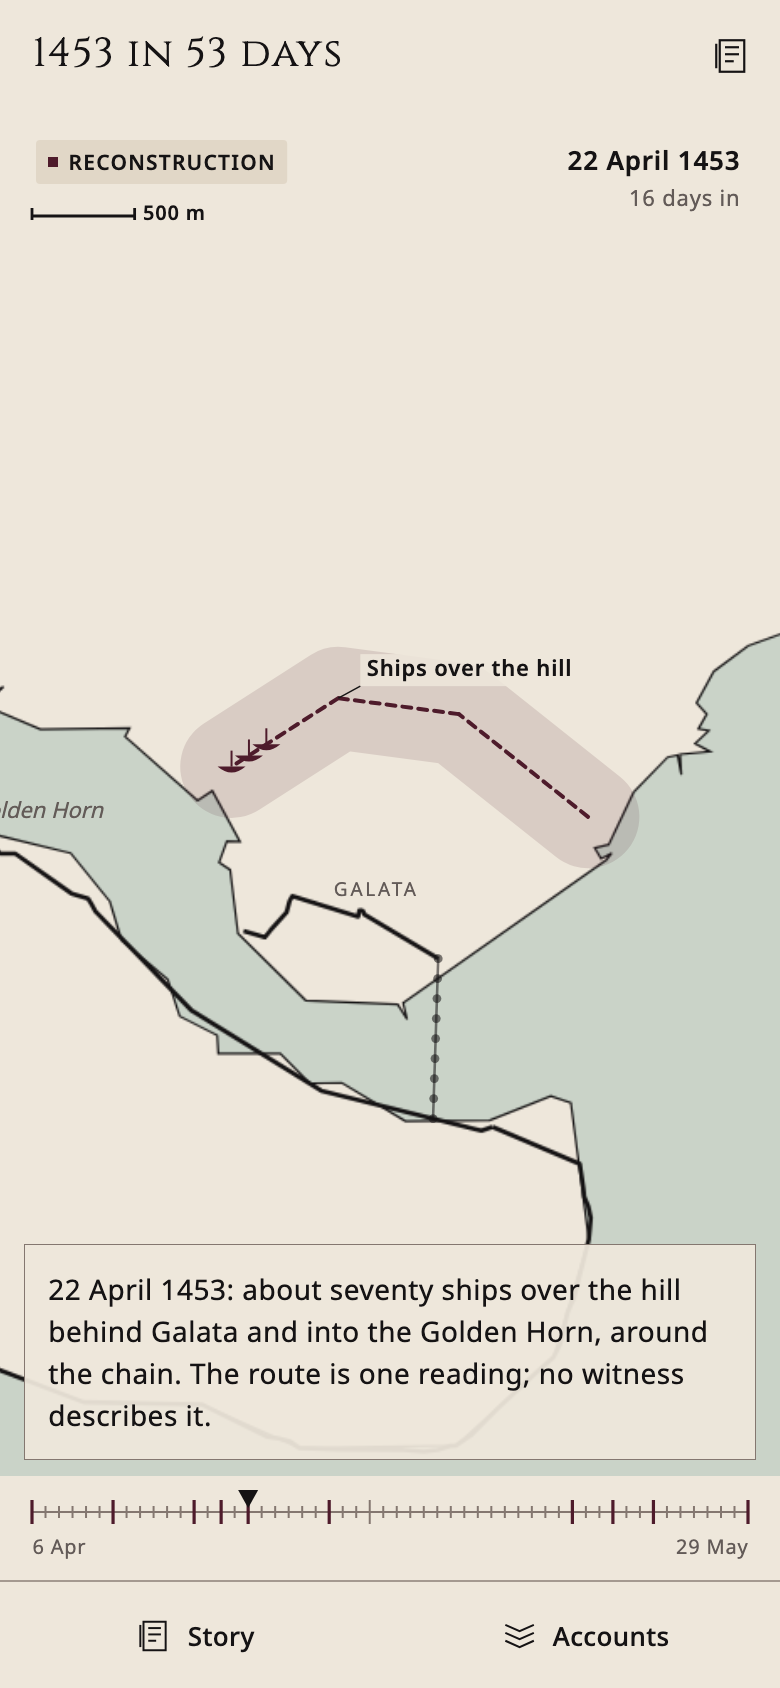 1453 IN 53 DAYS
RECONSTRUCTION
22 April 1453
500 m
16 days in
Ships over the hill
lden Horn
GALATA
22 April 1453: about seventy ships over the hill
behind Galata and into the Golden Horn, around
the chain. The route is one reading; no witness
describes it.
6 Apr
29 May
Story
Accounts